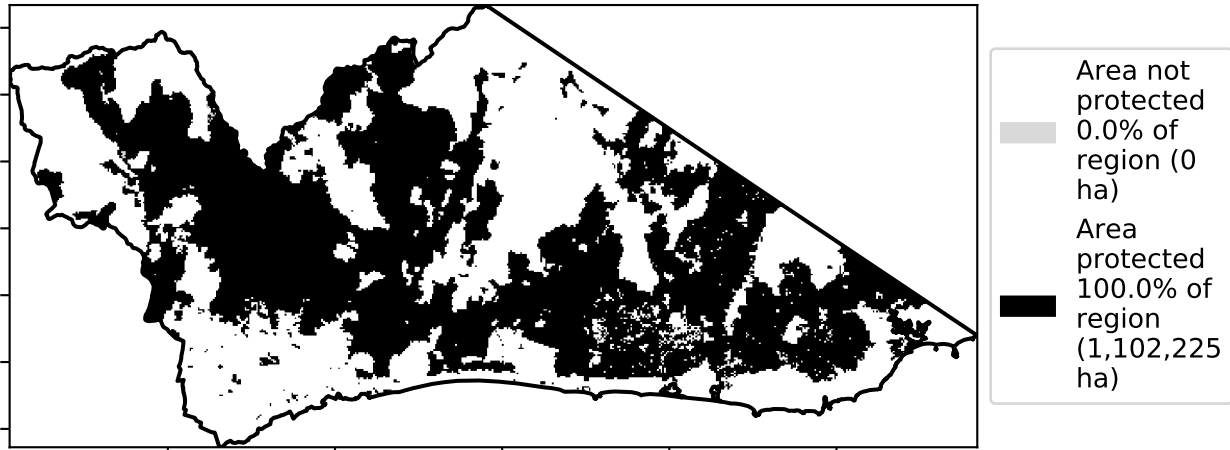 Area not
protected
0.0% of
region (0
ha)
Area
protected
100.0% of
region
(1,102,225
ha)